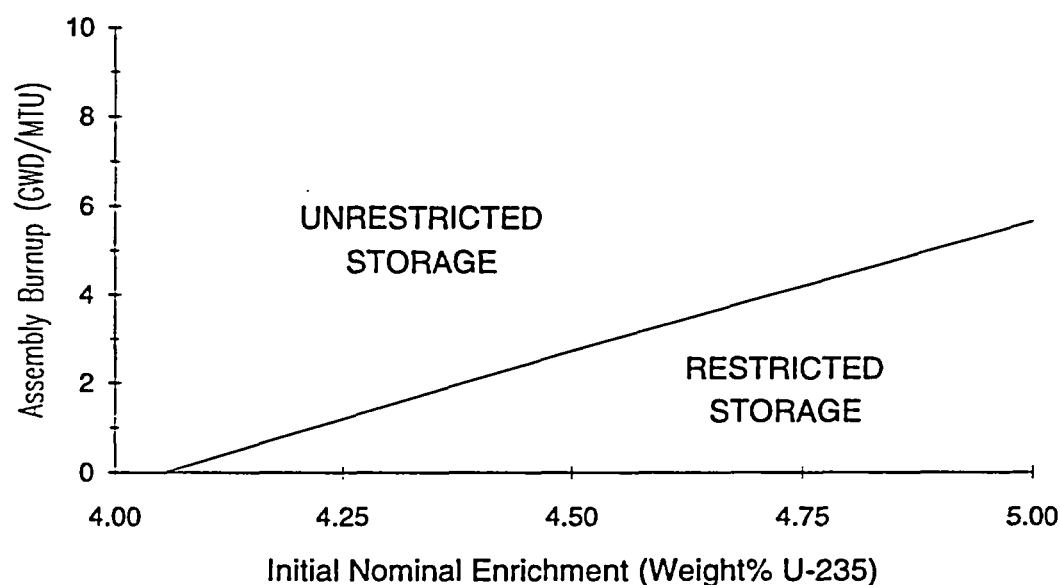 10
8
6
4
2
0
Assembly Burnup (GWD/MTU)
UNRESTRICTED
STORAGE
RESTRICTED
STORAGE
4.00 4.25 4.50 4.75 5.00
Initial Nominal Enrichment (Weight% U-235)